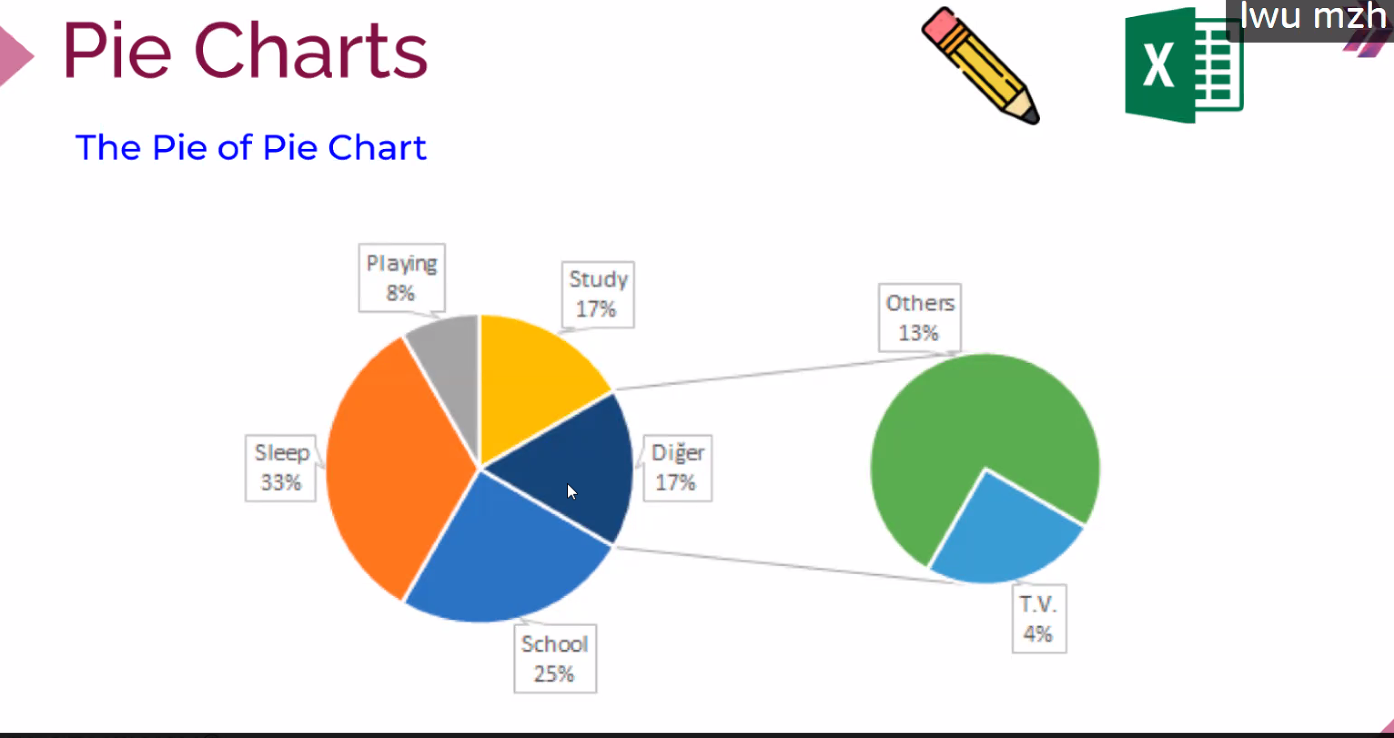 Pie Charts
lwu mzh
X
The Pie of Pie Chart
Playing
8%
Study
17%
Others
13%
Sleep
33%
Diğer
17%
School
25%
T.V.
4%